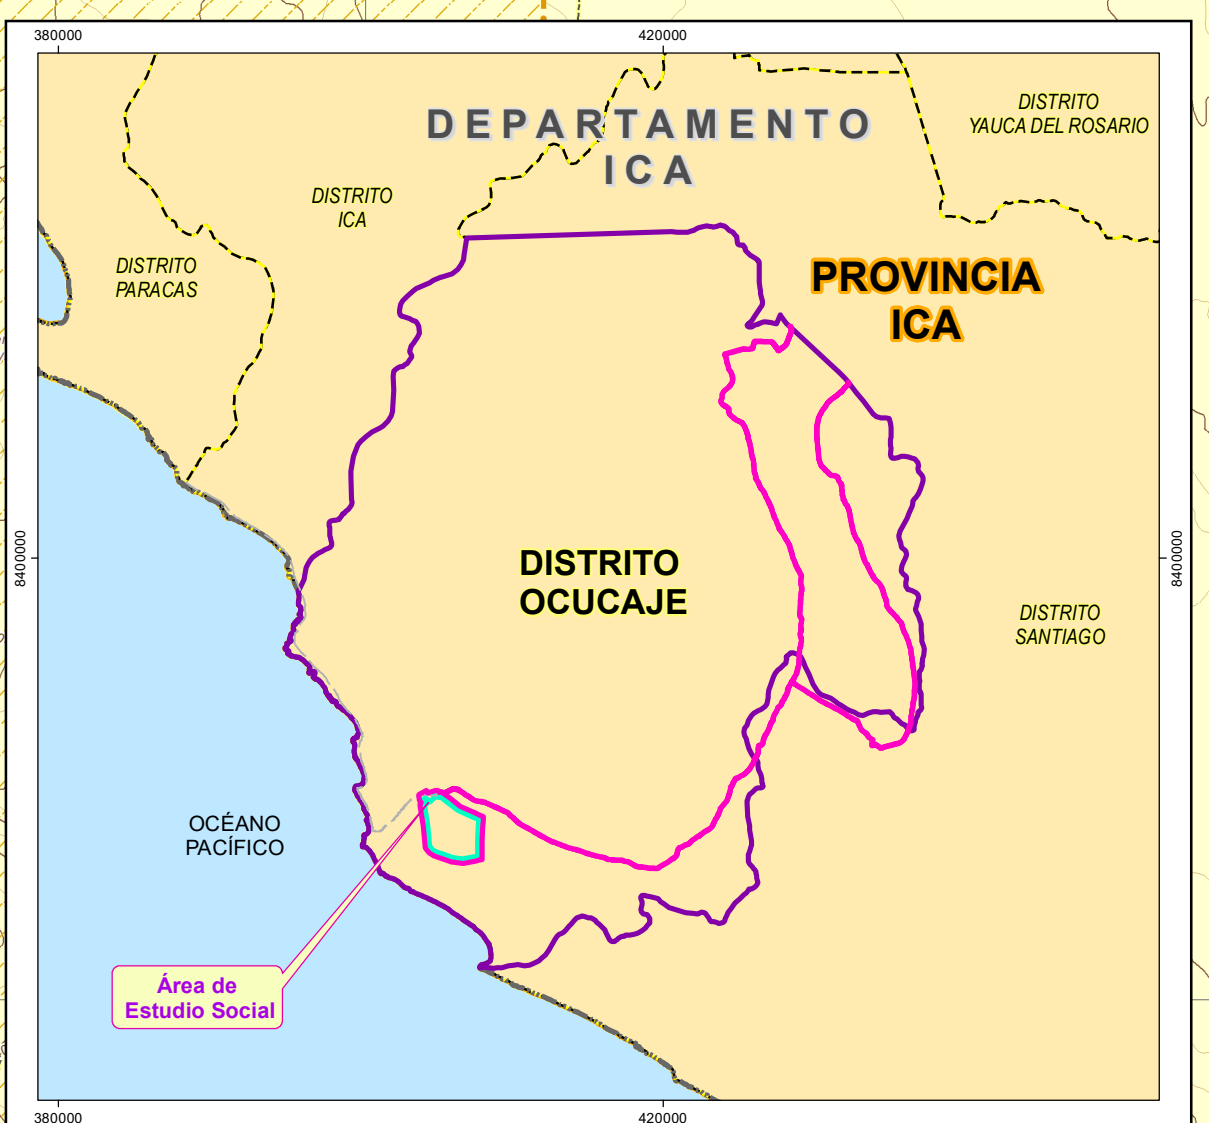 380000
420000
DEPARTAMENTO
ICA
DISTRITO
YAUCA DEL ROSARIO
DISTRITO
ICA
DISTRITO
PARACAS
PROVINCIA
ICA
8400000
8400000
DISTRITO
OCUCAJE
DISTRITO
SANTIAGO
OCÉANO
PACÍFICO
Área de
Estudio Social
380000
420000